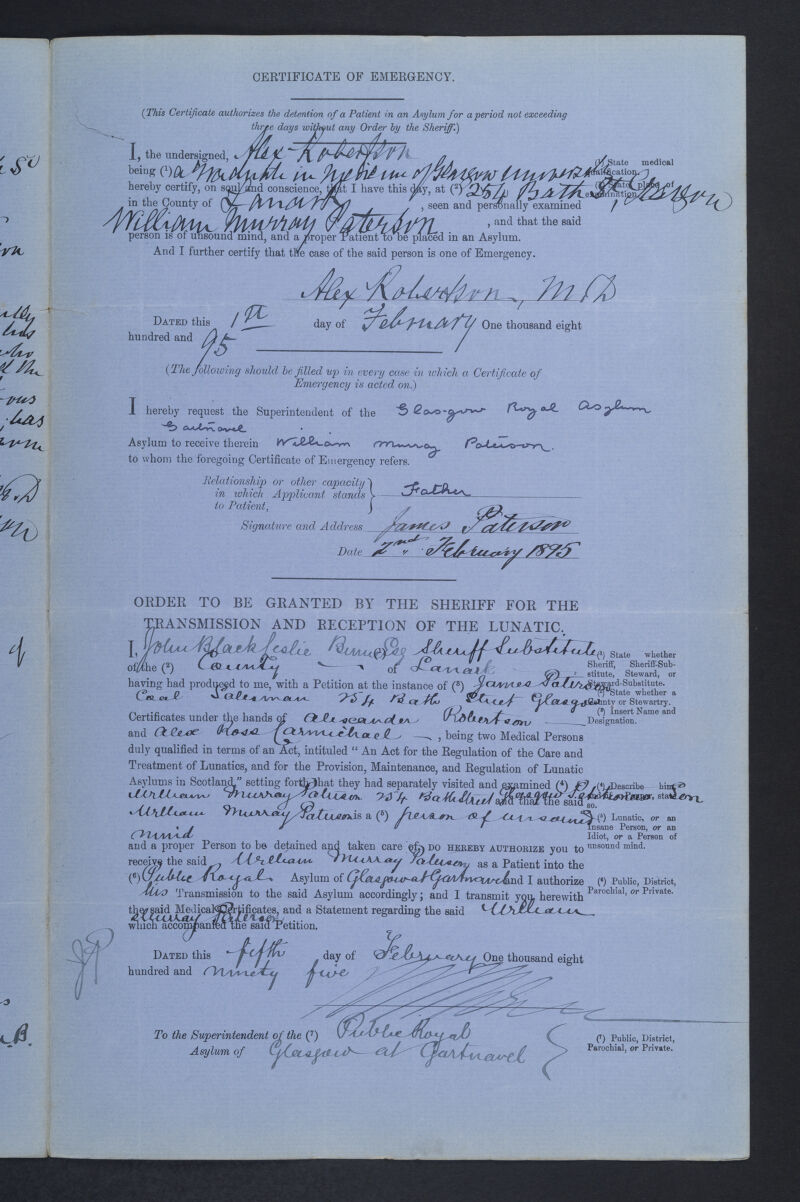 CERTIFICATE OF EMERGENCY.
(This Certificate authorizes the detention of a Patient in an Asylum for a period not exceeding
three days without any Order by the Sheriff.)
I, the undersigned, Alex Robertson
being (¹) a Graduate in Medicine of Glasgow University
(¹) State medical
qualification.
hereby certify, on soul and conscience, that I have this day, at (²) 254 Bath St, Glasgow
(²) State place of
examination.
in the County of Lanark, seen and personally examined
William Murray Paterson, and that the said
person is of unsound mind, and a proper Patient to be placed in an Asylum.
And I further certify that the case of the said person is one of Emergency.
Alex Robertson, M.D
DATED this 1st day of February One thousand eight
hundred and 95
(The following should be filled up in every case in which a Certificate of
Emergency is acted on.)
I hereby request the Superintendent of the Glasgow Royal Asylum
Gartnavel
Asylum to receive therein William Murray Paterson.
to whom the foregoing Certificate of Emergency refers.
Relationship or other capacity
in which Applicant stands
to Patient, } Father
Signature and Address James Paterson
Date 2nd February 1895
ORDER TO BE GRANTED BY THE SHERIFF FOR THE
TRANSMISSION AND RECEPTION OF THE LUNATIC.
I, John Black Leslie Birnie Esq Sheriff Substitute
(¹) State whether
Sheriff, Sheriff-Sub-
stitute, Steward, or
Steward-Substitute.
of the (²) County of Lanark
having had produced to me, with a Petition at the instance of (³) James Paterson
(²) State whether a
County or Stewartry.
Coal Salesman 254 Bath Street Glasgow
(³) Insert Name and
Designation.
Certificates under the hands of Alexander Robertson
and Alex Ross Carmichael, being two Medical Persons
duly qualified in terms of an Act, intituled "An Act for the Regulation of the Care and
Treatment of Lunatics, and for the Provision, Maintenance, and Regulation of Lunatic
Asylums in Scotland," setting forth that they had separately visited and examined (⁴)
(⁴) Describe him,
William Murray Paterson 254 Bath Street Glasgow Petitioners Son
and that the said
so.
William Murray Paterson is a (⁵) person of unsound
mind
(⁵) Lunatic, or an
Insane Person, or an
Idiot, or a Person of
unsound mind.
and a proper Person to be detained and taken care of, DO HEREBY AUTHORIZE you to
receive the said William Murray Paterson as a Patient into the
(⁶) Public Royal Asylum of Glasgow at Gartnavel and I authorize
(⁶) Public, District,
Parochial, or Private.
his Transmission to the said Asylum accordingly; and I transmit you herewith
the said Medical Certificates, and a Statement regarding the said William
Murray Paterson
which accompanied the said Petition.
DATED this fifth day of February One thousand eight
hundred and ninety five
To the Superintendent of the (⁷) Public Royal
Asylum of Glasgow at Gartnavel
(⁷) Public, District,
Parochial, or Private.